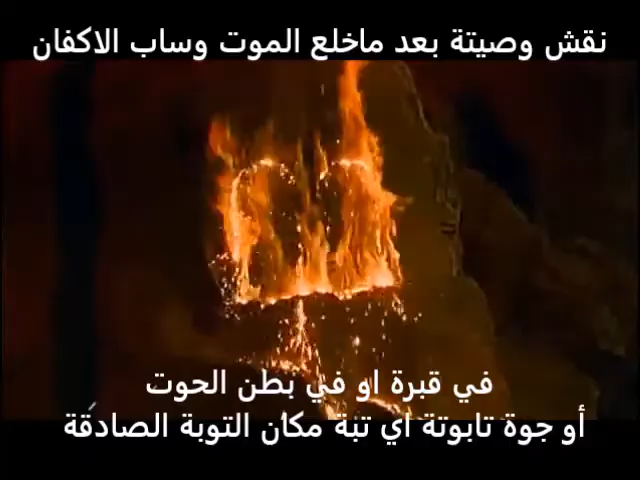 نقش وصيتة بعد ماخلع الموت وساب الاكفان
في قبرة او في بطن الحوت
أو جوة تابوتة اي تبة مكان التوبة الصادقة